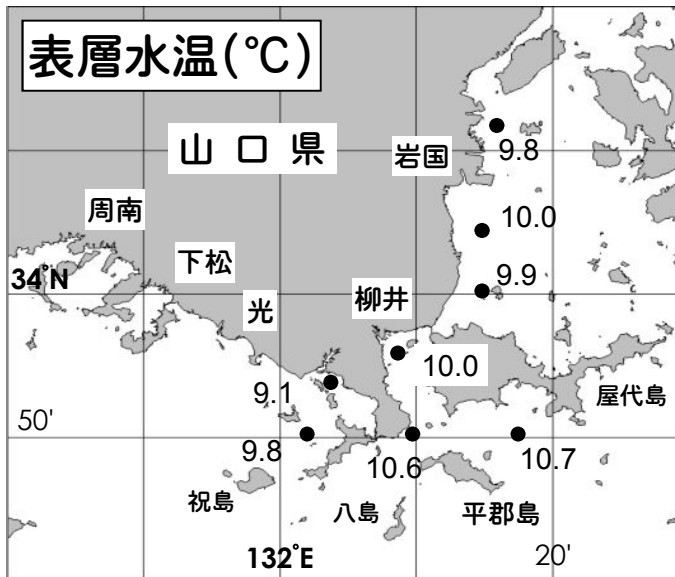 表層水温(℃)
山口県
岩国
9.8
周南
10.0
下松
34°N
9.9
光
柳井
10.0
9.1
屋代島
50'
9.8
10.6
10.7
祝島
八島
平郡島
132°E
20'